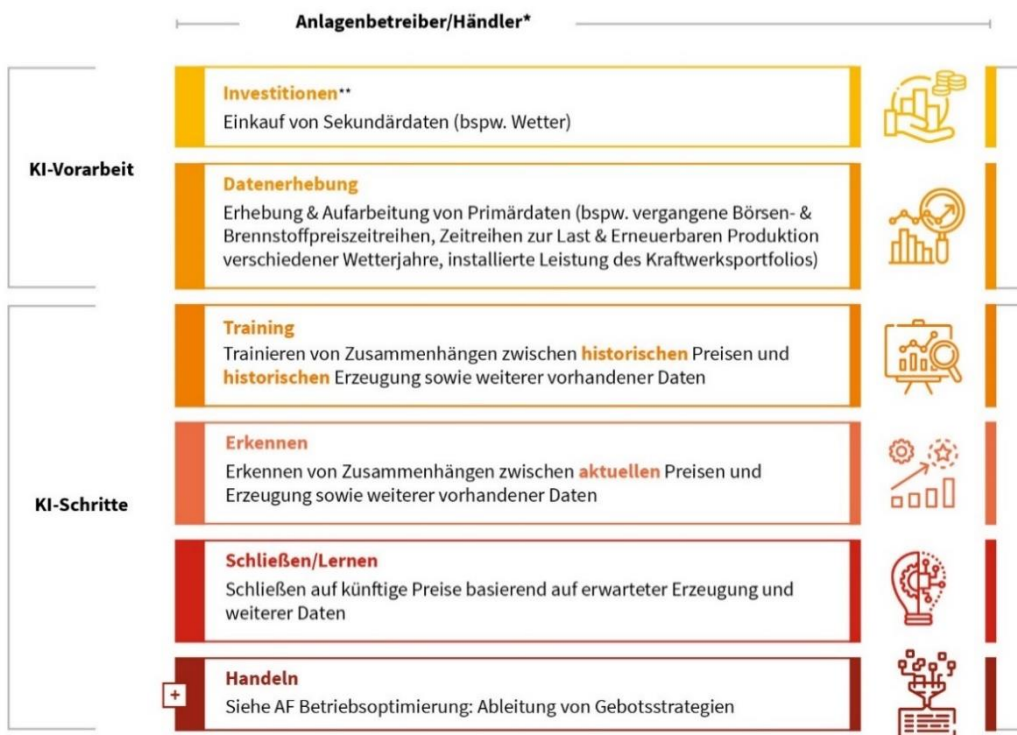 Anlagenbetreiber/Händler*
KI-Vorarbeit
Investitionen**
Einkauf von Sekundärdaten (bspw. Wetter)
Datenerhebung
Erhebung & Aufarbeitung von Primärdaten (bspw. vergangene Börsen- &
Brennstoffpreiszeitreihen, Zeitreihen zur Last & Erneuerbaren Produktion
verschiedener Wetterjahre, installierte Leistung des Kraftwerksportfolios)
KI-Schritte
Training
Trainieren von Zusammenhängen zwischen historischen Preisen und
historischen Erzeugung sowie weiterer vorhandener Daten
Erkennen
Erkennen von Zusammenhängen zwischen aktuellen Preisen und
Erzeugung sowie weiterer vorhandener Daten
Schließen/Lernen
Schließen auf künftige Preise basierend auf erwarteter Erzeugung und
weiterer Daten
+
Handeln
Siehe AF Betriebsoptimierung: Ableitung von Gebotsstrategien